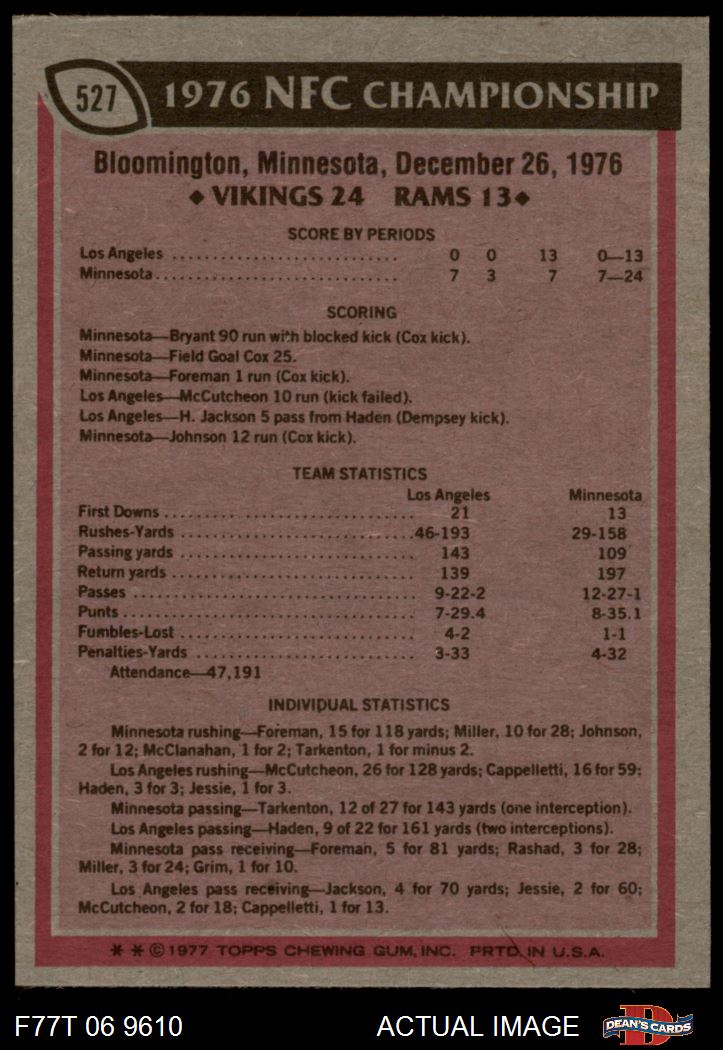 527
1976 NFC CHAMPIONSHIP
Bloomington, Minnesota, December 26, 1976
◆ VIKINGS 24 RAMS 13 ◆
SCORE BY PERIODS
Los Angeles .......................... 0 0 13 0—13
Minnesota............................ 7 3 7 7—24
SCORING
Minnesota—Bryant 90 run with blocked kick (Cox kick).
Minnesota—Field Goal Cox 25.
Minnesota—Foreman 1 run (Cox kick).
Los Angeles—McCutcheon 10 run (kick failed).
Los Angeles—H. Jackson 5 pass from Haden (Dempsey kick).
Minnesota—Johnson 12 run (Cox kick).
TEAM STATISTICS
Los Angeles Minnesota
First Downs ............................. 21 13
Rushes-Yards ...........................46-193 29-158
Passing yards ........................... 143 109
Return yards ............................ 139 197
Passes ................................ 9-22-2 12-27-1
Punts ................................. 7-29.4 8-35.1
Fumbles-Lost ........................... 4-2 1-1
Penalties-Yards ......................... 3-33 4-32
Attendance—47,191
INDIVIDUAL STATISTICS
Minnesota rushing—Foreman, 15 for 118 yards; Miller, 10 for 28; Johnson,
2 for 12; McClanahan, 1 for 2; Tarkenton, 1 for minus 2.
Los Angeles rushing—McCutcheon, 26 for 128 yards; Cappelletti, 16 for 59;
Haden, 3 for 3; Jessie, 1 for 3.
Minnesota passing—Tarkenton, 12 of 27 for 143 yards (one interception).
Los Angeles passing—Haden, 9 of 22 for 161 yards (two interceptions).
Minnesota pass receiving—Foreman, 5 for 81 yards; Rashad, 3 for 28;
Miller, 3 for 24; Grim, 1 for 10.
Los Angeles pass receiving—Jackson, 4 for 70 yards; Jessie, 2 for 60;
McCutcheon, 2 for 18; Cappelletti, 1 for 13.
* * © 1977 TOPPS CHEWING GUM, INC. PRTD. IN U.S.A.
F77T 06 9610 ACTUAL IMAGE D DEAN'S CARDS